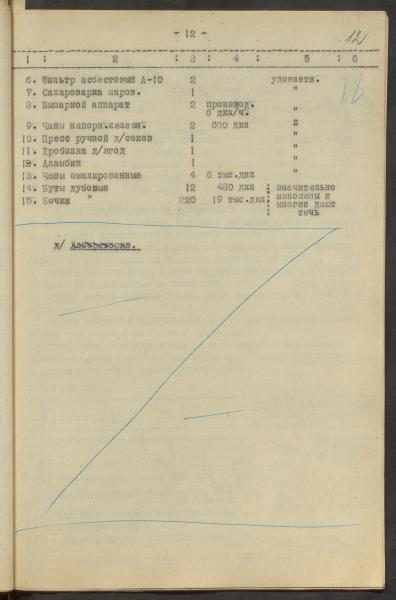 - 12 -
12
1 : 2 : 3 : 4 : 5 : 6
12
6. Фильтр асбестовый А-10 2 удовлетв.
7. Сахароварка паров. 1 "
8. Выпарной аппарат 2 производ. "
6 дкл/ч.
9. Чаны напорн.железн. 2 600 дкл "
10. Пресс ручной д/соков 1 "
11. Дробилка д/ягод 1 "
12. Аламбик 1 "
13. Чаны эмалированные 4 6 тыс.дкл "
14. Буты дубовые 12 480 дкл : значительно
15. Бочки " 220 19 тыс.дкл : изношены и
многие дают
течь